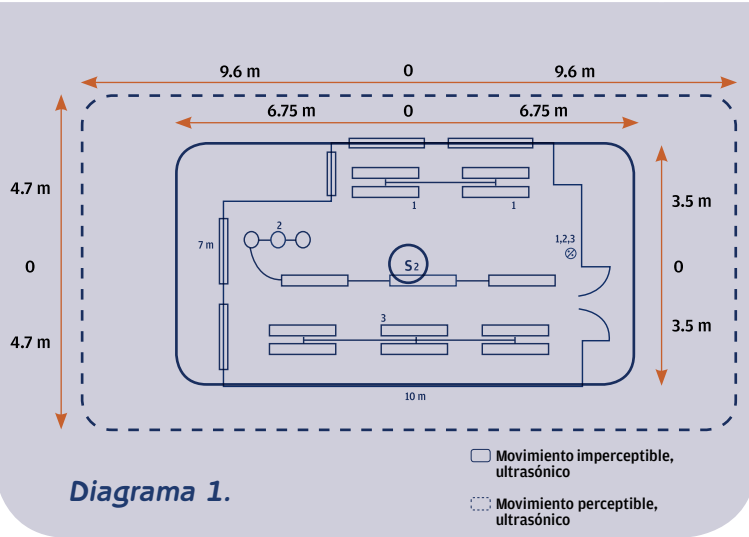 9.6 m 0 9.6 m
6.75 m 0 6.75 m
4.7 m
0
4.7 m
3.5 m
0
3.5 m
1 1
2
7 m
1,2,3
S2
3
10 m
Movimiento imperceptible,
ultrasónico
Diagrama 1.
Movimiento perceptible,
ultrasónico